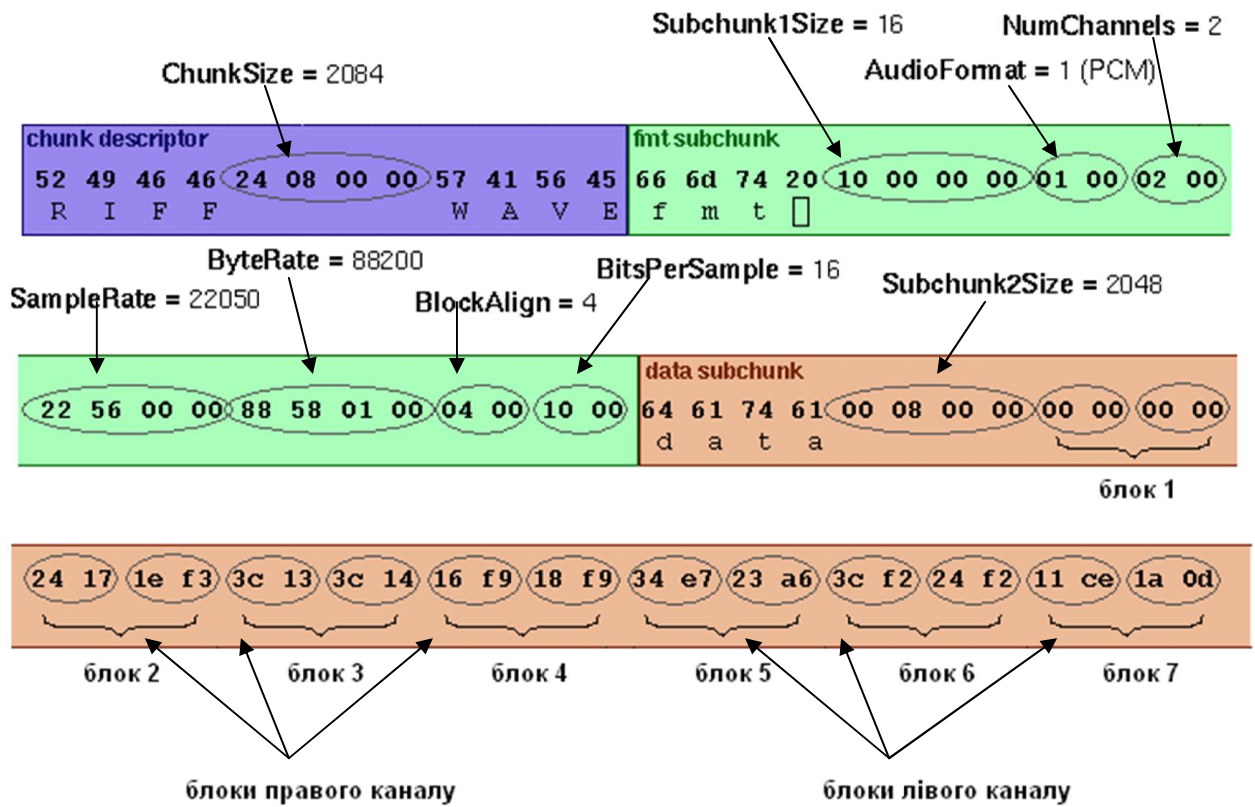 Subchunk1Size = 16
NumChannels = 2
ChunkSize = 2084
AudioFormat = 1 (PCM)
chunk descriptor
fmt subchunk
52 49 46 46 24 08 00 00 57 41 56 45 66 6d 74 20 10 00 00 00 01 00 02 00
R I F F W A V E f m t
ByteRate = 88200
BitsPerSample = 16
SampleRate = 22050
BlockAlign = 4
Subchunk2Size = 2048
data subchunk
22 56 00 00 88 58 01 00 04 00 10 00 64 61 74 61 00 08 00 00 00 00 00 00
d a t a
блок 1
24 17 1e f3 3c 13 3c 14 16 f9 18 f9 34 e7 23 a6 3c f2 24 f2 11 ce 1a 0d
блок 2 блок 3 блок 4 блок 5 блок 6 блок 7
блоки правого каналу
блоки лівого каналу